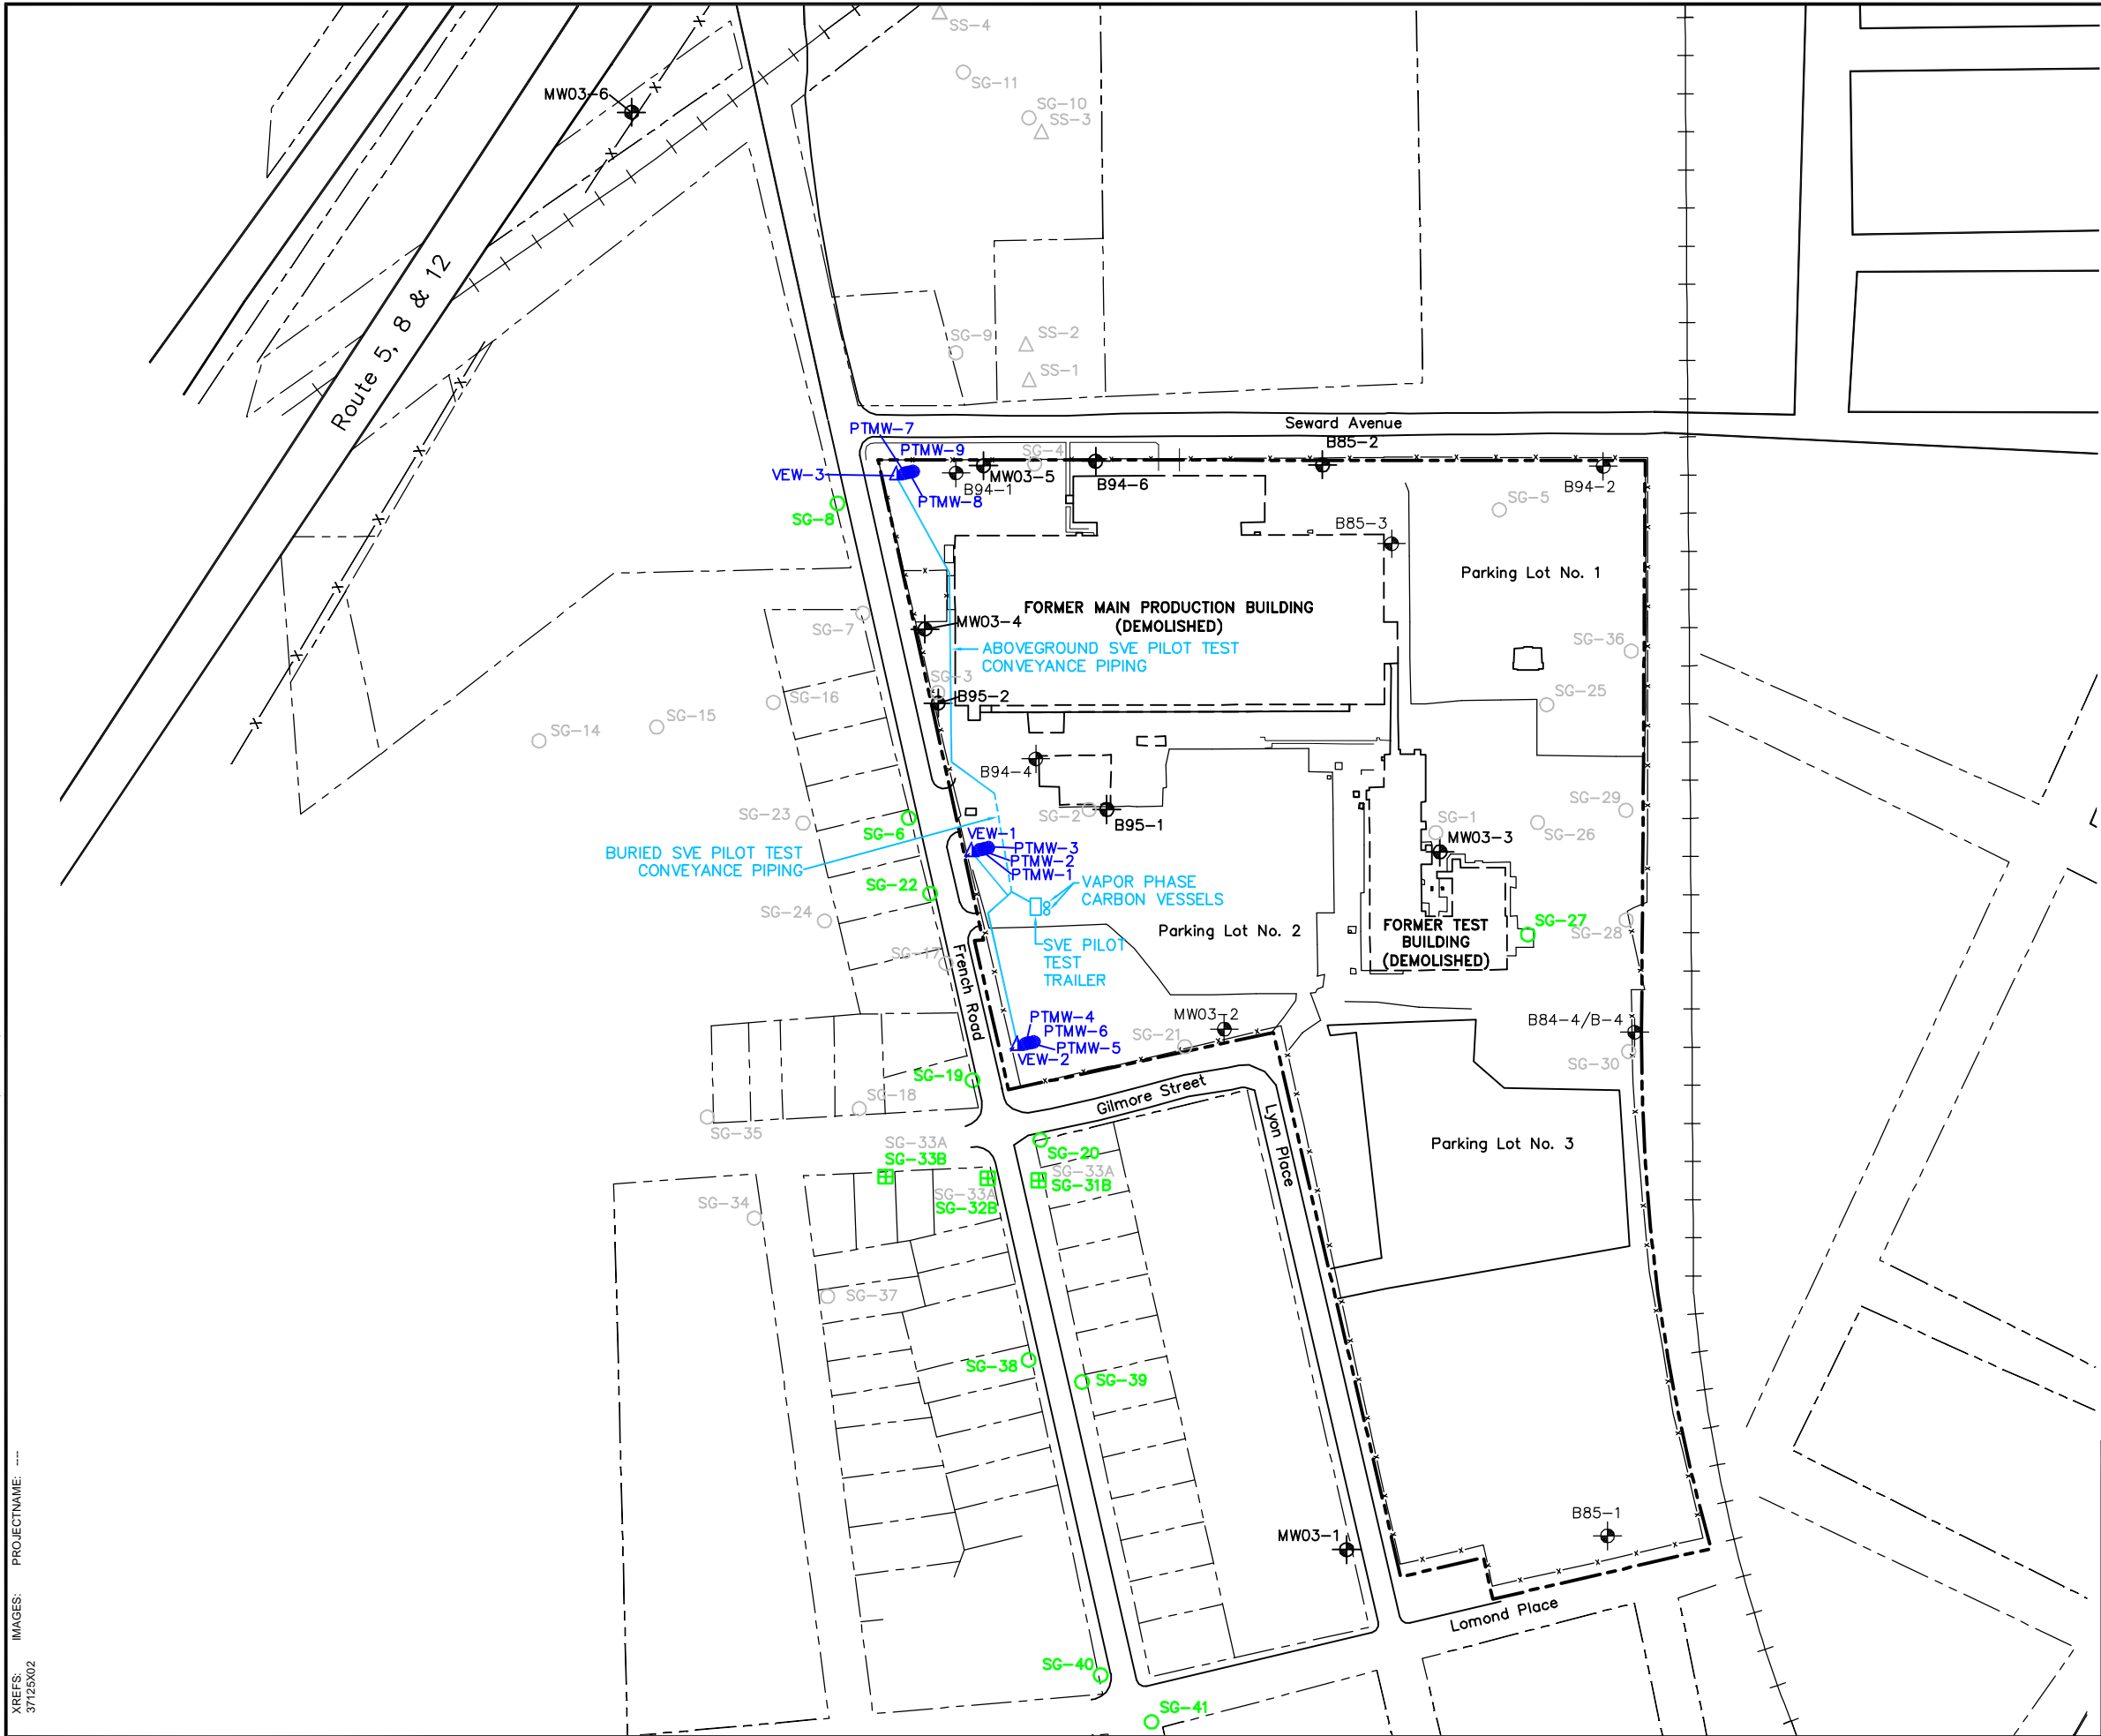 SS-4
SG-11
MW03-6
SG-10
SS-3
Route 5, 8 & 12
SG-9
SS-2
SS-1
Seward Avenue
PTMW-7
B85-2
PTMW-9
SG-4
VEW-3
MW03-5
B94-1
B94-6
B94-2
PTMW-8
SG-5
SG-8
B85-3
Parking Lot No. 1
FORMER MAIN PRODUCTION BUILDING
(DEMOLISHED)
MW03-4
SG-7
SG-36
ABOVEGROUND SVE PILOT TEST
CONVEYANCE PIPING
SG-3
B95-2
SG-16
SG-25
SG-15
SG-14
B94-4
SG-29
SG-2
SG-23
SG-6
B95-1
SG-1
SG-26
VEW-1
MW03-3
PTMW-3
PTMW-2
PTMW-1
BURIED SVE PILOT TEST
CONVEYANCE PIPING
VAPOR PHASE
CARBON VESSELS
SG-22
SG-24
FORMER TEST
BUILDING
(DEMOLISHED)
SG-27
SG-28
Parking Lot No. 2
SVE PILOT
TEST
TRAILER
SG-17
French Road
PTMW-4
PTMW-6
PTMW-5
VEW-2
MW03-2
SG-21
B84-4/B-4
SG-30
SG-19
SG-18
Gilmore Street
Lyon Place
SG-35
SG-33A
SG-33B
SG-20
SG-33A
SG-31B
Parking Lot No. 3
SG-33A
SG-32B
SG-34
SG-37
SG-38
SG-39
B85-1
MW03-1
Lomond Place
SG-40
SG-41
XREFS: IMAGES: PROJECTNAME: ----
37125X02